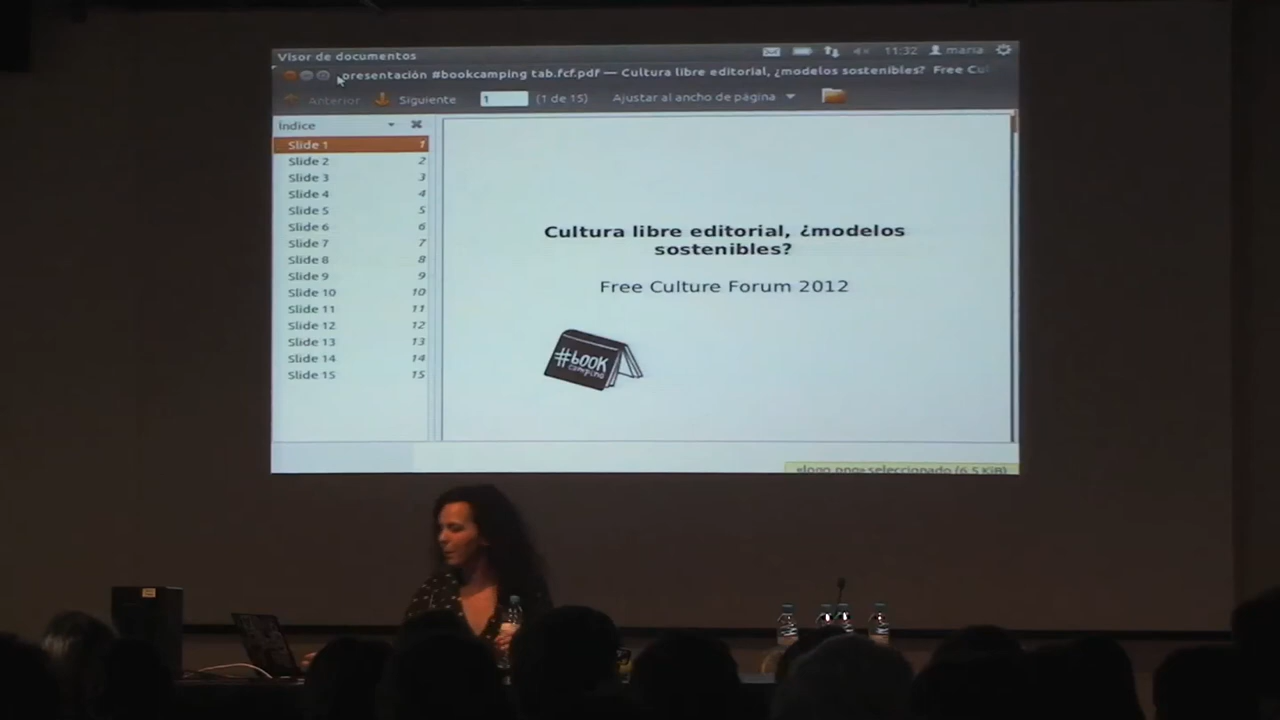 Visor de documentos
11:32 maria
presentación #bookcamping tab.fcf.pdf — Cultura libre editorial, ¿modelos sostenibles? Free Cu
Anterior Siguiente 1 (1 de 15) Ajustar al ancho de página
Índice
Slide 1 1
Slide 2 2
Slide 3 3
Slide 4 4
Slide 5 5
Slide 6 6
Slide 7 7
Slide 8 8
Slide 9 9
Slide 10 10
Slide 11 11
Slide 12 12
Slide 13 13
Slide 14 14
Slide 15 15
Cultura libre editorial, ¿modelos
sostenibles?
Free Culture Forum 2012
#book
camping
«logo.png» seleccionado (6,5 KiB)